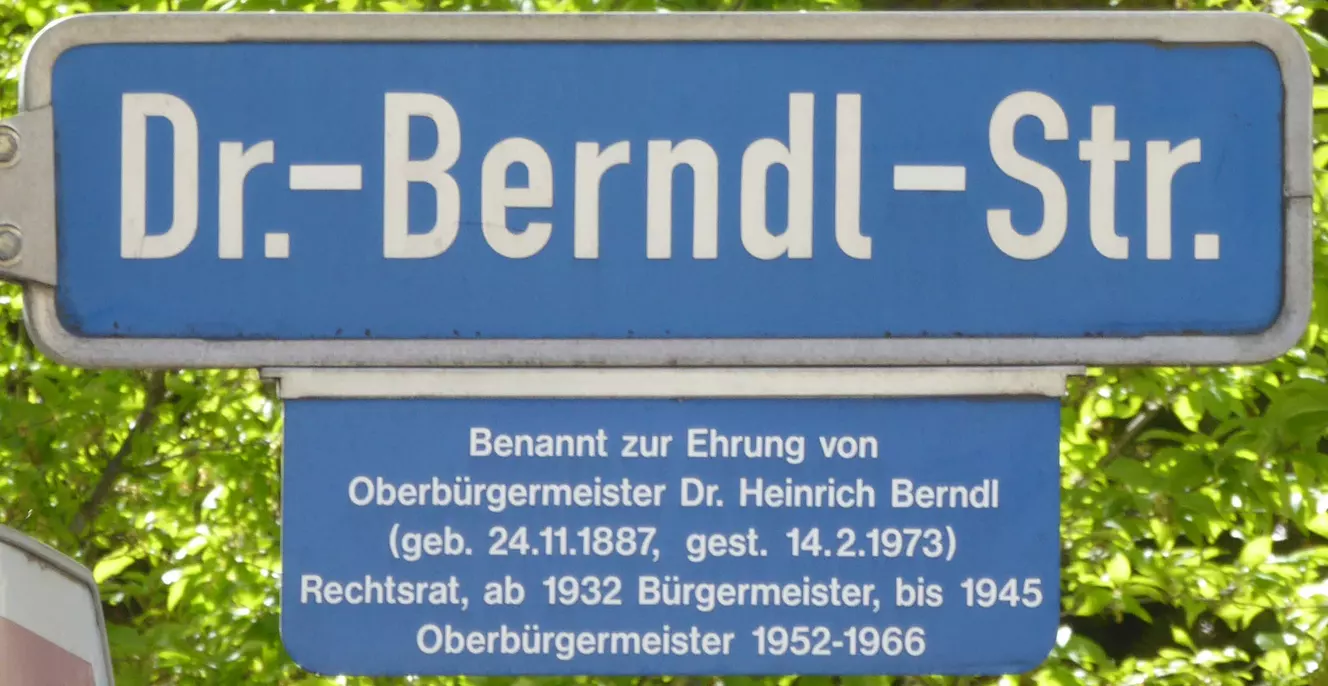 Dr.-Berndl-Str.
Benannt zur Ehrung von
Oberbürgermeister Dr. Heinrich Berndl
(geb. 24.11.1887, gest. 14.2.1973)
Rechtsrat, ab 1932 Bürgermeister, bis 1945
Oberbürgermeister 1952-1966